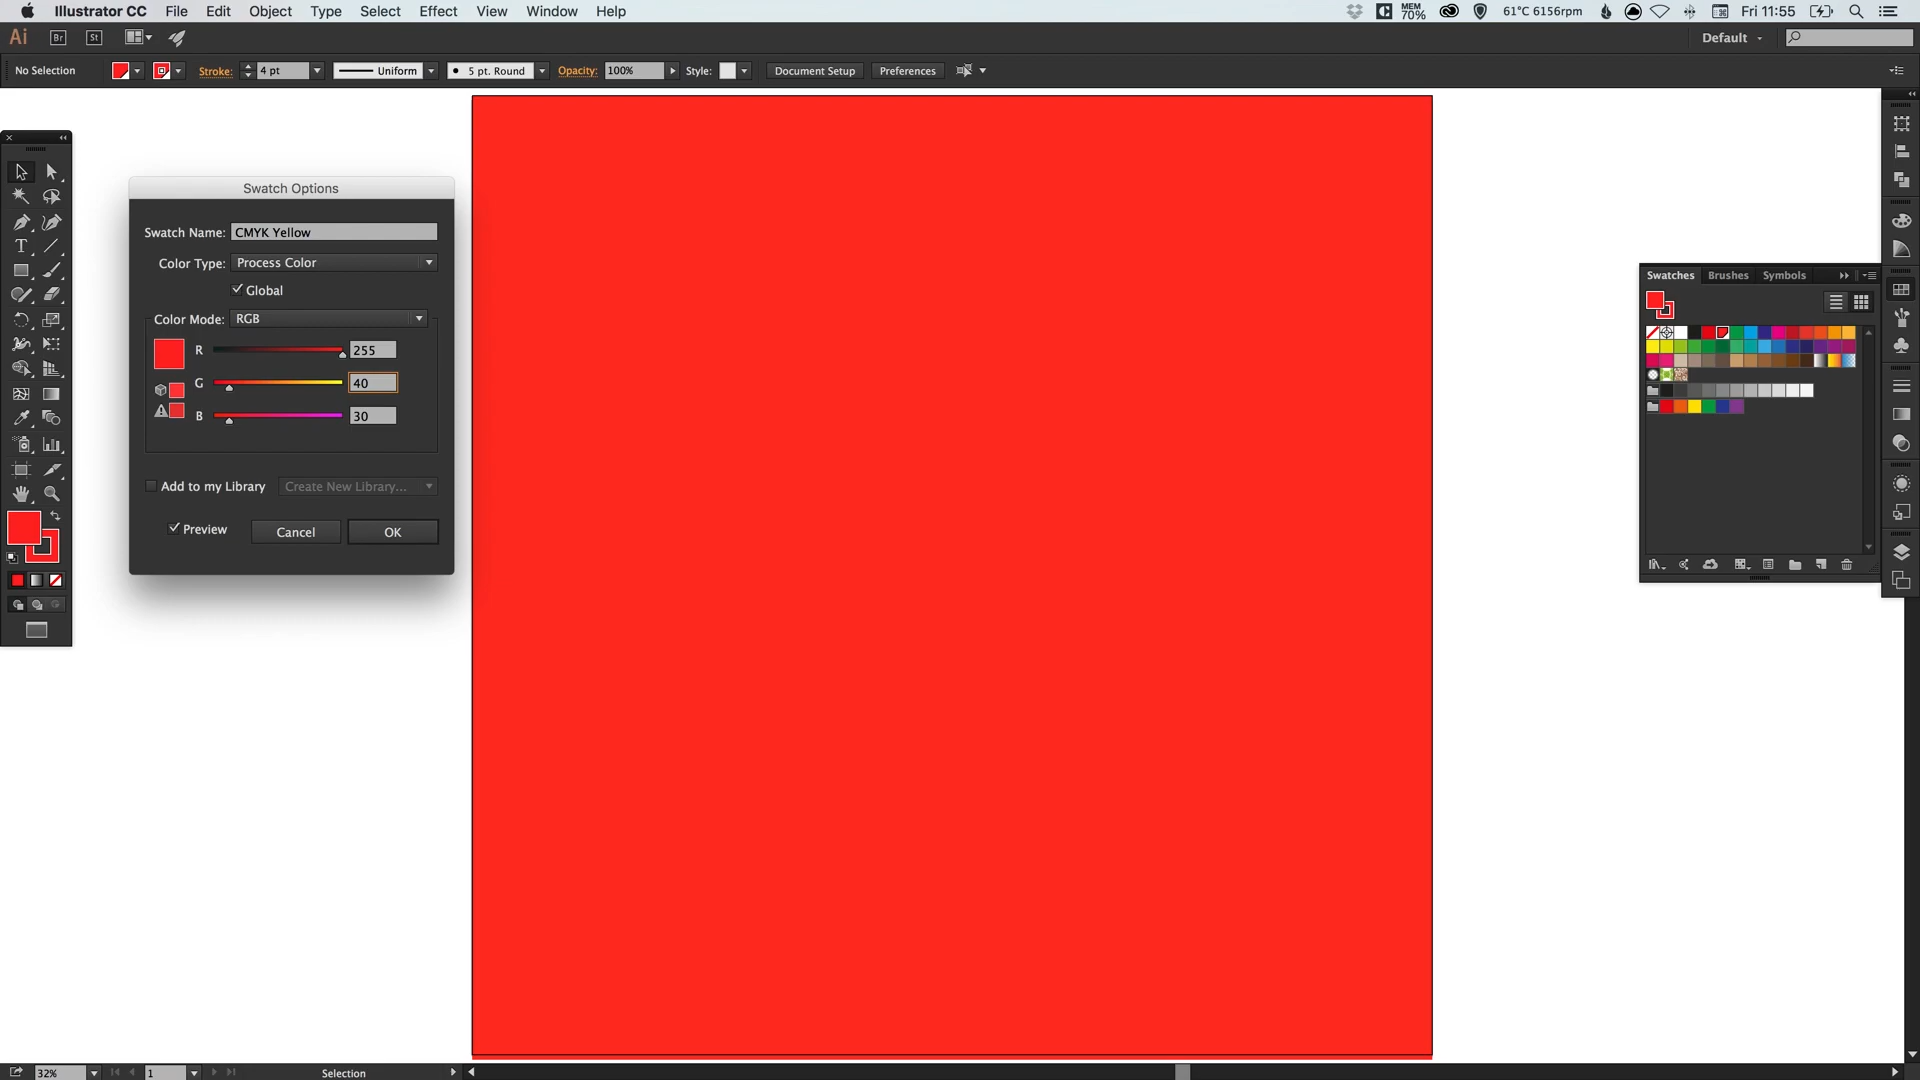 Illustrator CC File Edit Object Type Select Effect View Window Help MEM 70% 61°C 6156rpm Fri 11:55
Ai Br St Default
No Selection Stroke: 4 pt Uniform 5 pt. Round Opacity: 100% Style: Document Setup Preferences
Swatch Options
Swatch Name: CMYK Yellow
Color Type: Process Color
Global
Color Mode: RGB
R 255
G 40
B 30
Add to my Library Create New Library...
Preview Cancel OK
Swatches Brushes Symbols
T
32% 1 Selection